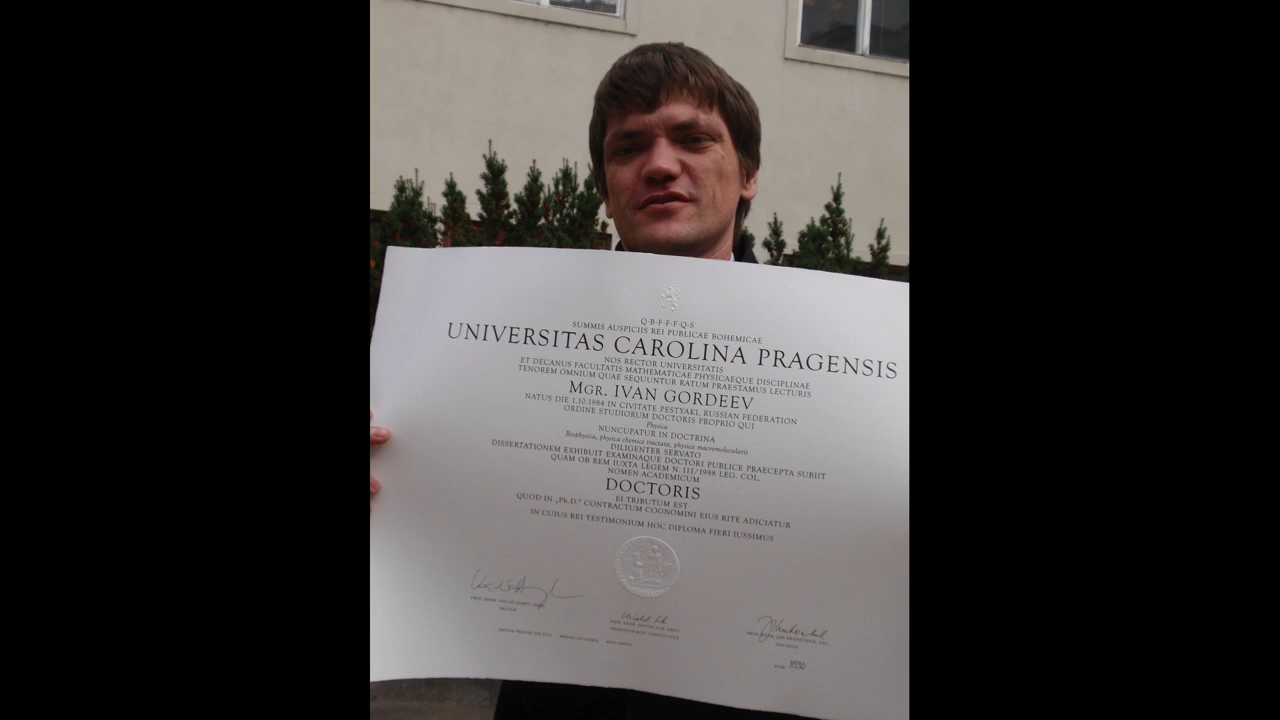 Q·B·F·F·F·Q·S
SUMMIS AUSPICIIS REI PUBLICAE BOHEMICAE
UNIVERSITAS CAROLINA PRAGENSIS
NOS RECTOR UNIVERSITATIS
ET DECANUS FACULTATIS MATHEMATICAE PHYSICAEQUE DISCIPLINAE
TENOREM OMNIUM QUAE SEQUUNTUR RATUM PRAESTAMUS LECTURIS
MGR. IVAN GORDEEV
NATUS DIE 1.10.1984 IN CIVITATE PESTYAKI, RUSSIAN FEDERATION
ORDINE STUDIORUM DOCTORIS PROPRIO QUI
Physica
NUNCUPATUR IN DOCTRINA
Biophysica, physica chemice tractata, physica macromolecularis
DILIGENTER SERVATO
DISSERTATIONEM EXHIBUIT EXAMINAQUE DOCTORI PUBLICE PRAECEPTA SUBIIT
QUAM OB REM IUXTA LEGEM N. 111/1998 LEG. COL.
NOMEN ACADEMICUM
DOCTORIS
EI TRIBUTUM EST
QUOD IN „Ph.D.“ CONTRACTUM COGNOMINI EIUS RITE ADICIATUR
IN CUIUS REI TESTIMONIUM HOC DIPLOMA FIERI IUSSIMUS